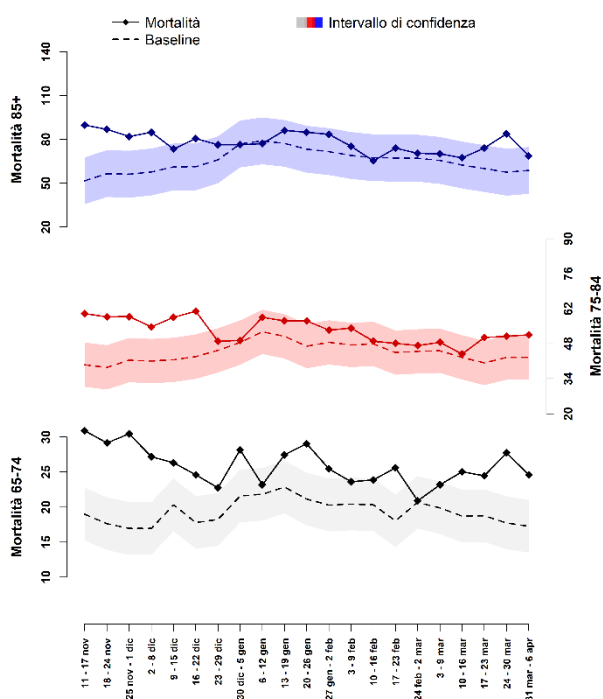 Mortalità
Baseline
Intervallo di confidenza
Mortalità 85+
140
110
80
50
20
Mortalità 75-84
90
76
62
48
34
20
Mortalità 65-74
30
25
20
15
10
11 - 17 nov
18 - 24 nov
25 nov - 1 dic
2 - 8 dic
9 - 15 dic
16 - 22 dic
23 - 29 dic
30 dic - 5 gen
6 - 12 gen
13 - 19 gen
20 - 26 gen
27 gen - 2 feb
3 - 9 feb
10 - 16 feb
17 - 23 feb
24 feb - 2 mar
3 - 9 mar
10 - 16 mar
17 - 23 mar
24 - 30 mar
31 mar - 6 apr